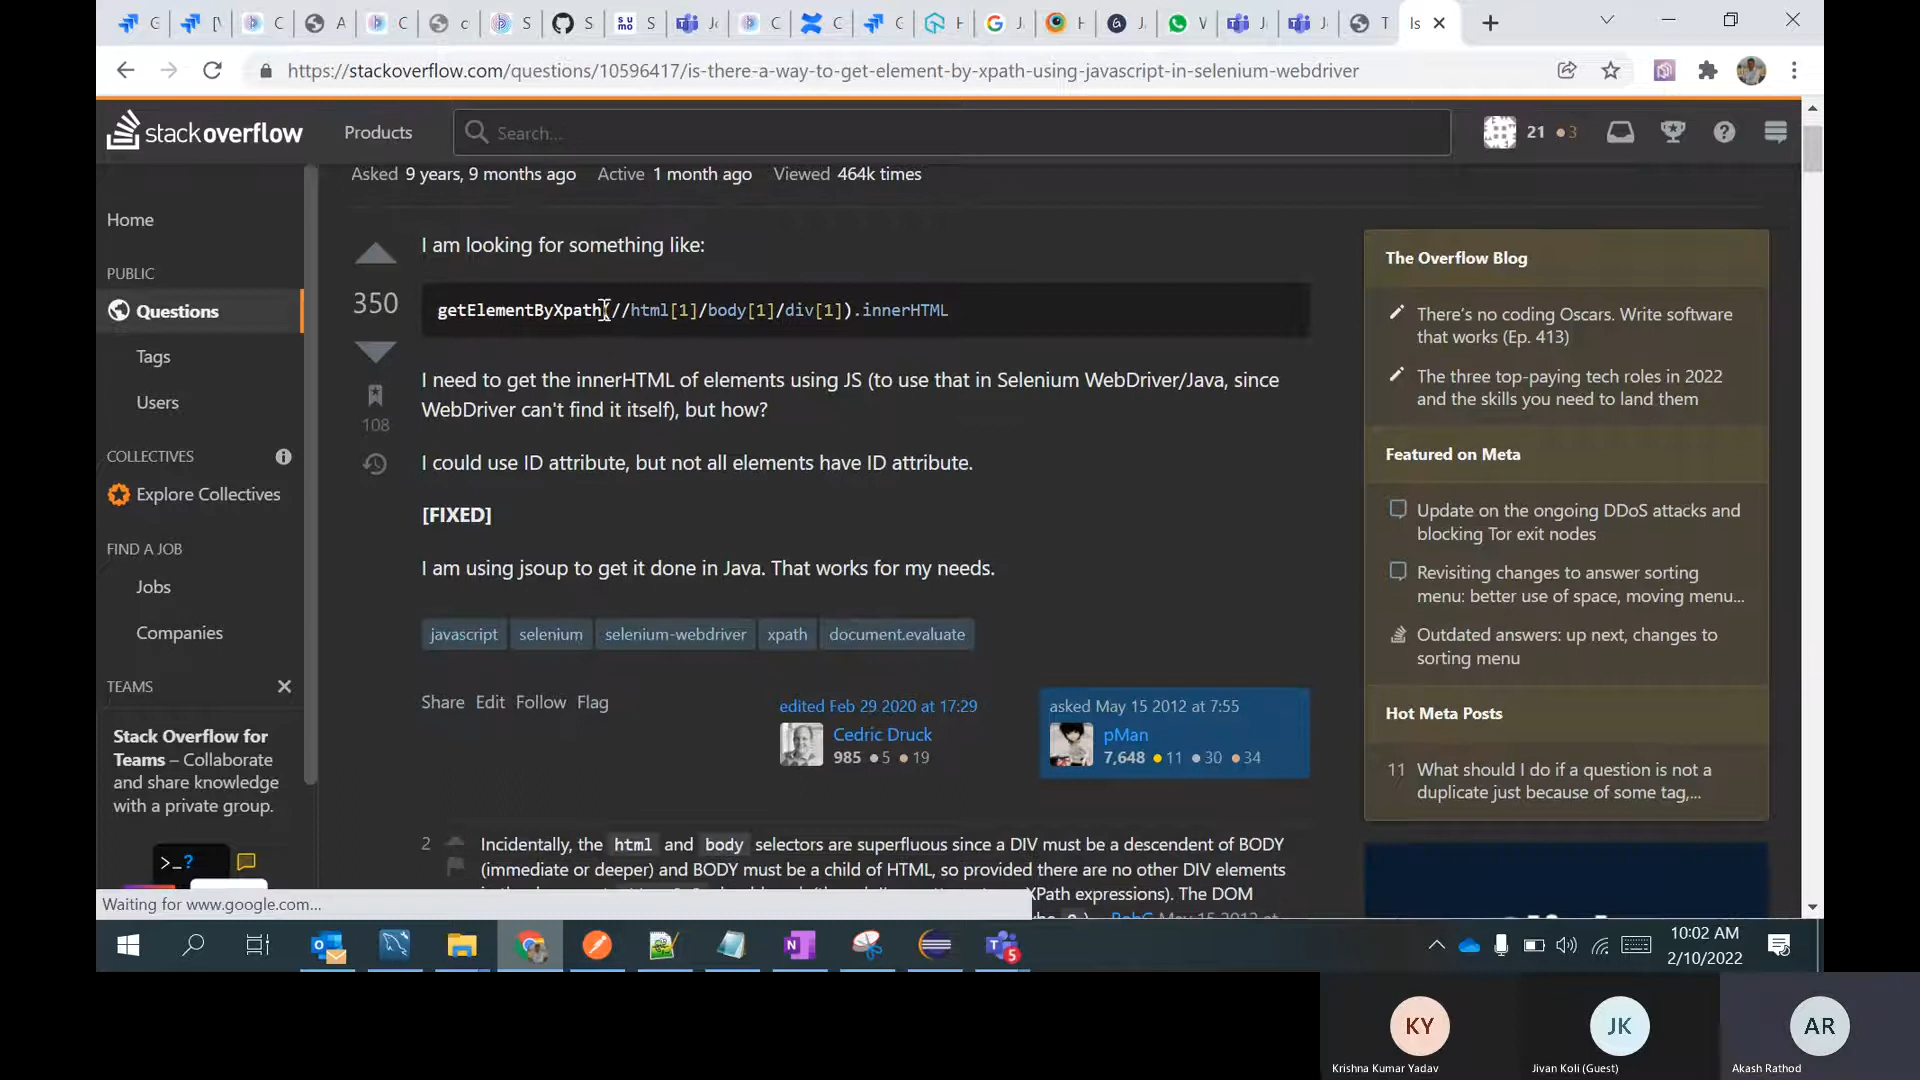 https://stackoverflow.com/questions/10596417/is-there-a-way-to-get-element-by-xpath-using-javascript-in-selenium-webdriver
stackoverflow
Products
Search...
21 3
Asked 9 years, 9 months ago Active 1 month ago Viewed 464k times
Home
PUBLIC
Questions
Tags
Users
COLLECTIVES
Explore Collectives
FIND A JOB
Jobs
Companies
TEAMS
Stack Overflow for
Teams – Collaborate
and share knowledge
with a private group.
350
108
I am looking for something like:
getElementByXpath(//html[1]/body[1]/div[1]).innerHTML
I need to get the innerHTML of elements using JS (to use that in Selenium WebDriver/Java, since
WebDriver can't find it itself), but how?
I could use ID attribute, but not all elements have ID attribute.
[FIXED]
I am using jsoup to get it done in Java. That works for my needs.
javascript selenium selenium-webdriver xpath document.evaluate
Share Edit Follow Flag
edited Feb 29 2020 at 17:29
Cedric Druck
985 5 19
asked May 15 2012 at 7:55
pMan
7,648 11 30 34
2
Incidentally, the html and body selectors are superfluous since a DIV must be a descendent of BODY
(immediate or deeper) and BODY must be a child of HTML, so provided there are no other DIV elements
XPath expressions). The DOM
The Overflow Blog
There's no coding Oscars. Write software
that works (Ep. 413)
The three top-paying tech roles in 2022
and the skills you need to land them
Featured on Meta
Update on the ongoing DDoS attacks and
blocking Tor exit nodes
Revisiting changes to answer sorting
menu: better use of space, moving menu...
Outdated answers: up next, changes to
sorting menu
Hot Meta Posts
11 What should I do if a question is not a
duplicate just because of some tag,...
>_?
Waiting for www.google.com...
5
10:02 AM
2/10/2022
KY
JK
AR
Krishna Kumar Yadav
Jivan Koli (Guest)
Akash Rathod